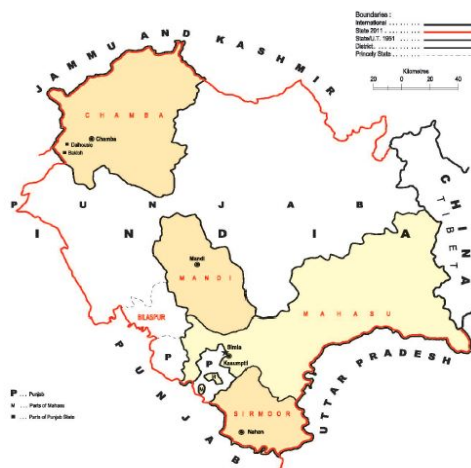 Boundaries :
International
State 2011
State/U.T. 1951
District
Princely State
Kilometres
20 0 20 40
JAMMU AND KASHMIR
CHAMBA
Chamba
Dalhousie
Bakloh
CHINA
TIBET
PUNJAB
INDIA
Mandi
MANDI
MAHASU
BILASPUR
Simla
Kasumpti
P
P
M
PUNJAB
UTTAR PRADESH
SIRMOOR
Nahan
P Punjab
M Parts of Mahasu
Parts of Punjab State